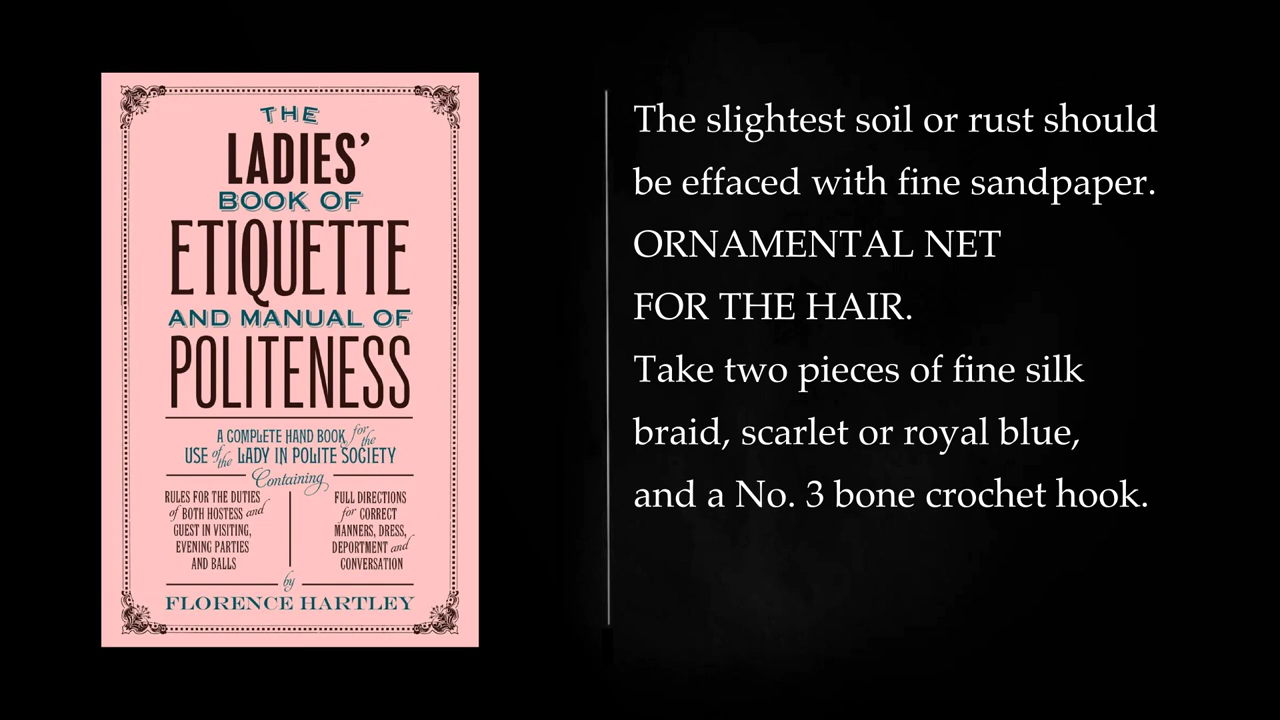 THE
LADIES’
BOOK OF
ETIQUETTE
AND MANUAL OF
POLITENESS
A COMPLETE HAND BOOK for the
USE of the LADY IN POLITE SOCIETY
Containing
RULES FOR THE DUTIES
of BOTH HOSTESS and
GUEST IN VISITING,
EVENING PARTIES
AND BALLS
FULL DIRECTIONS
for CORRECT
MANNERS, DRESS,
DEPORTMENT and
CONVERSATION
by
FLORENCE HARTLEY
The slightest soil or rust should
be effaced with fine sandpaper.
ORNAMENTAL NET
FOR THE HAIR.
Take two pieces of fine silk
braid, scarlet or royal blue,
and a No. 3 bone crochet hook.